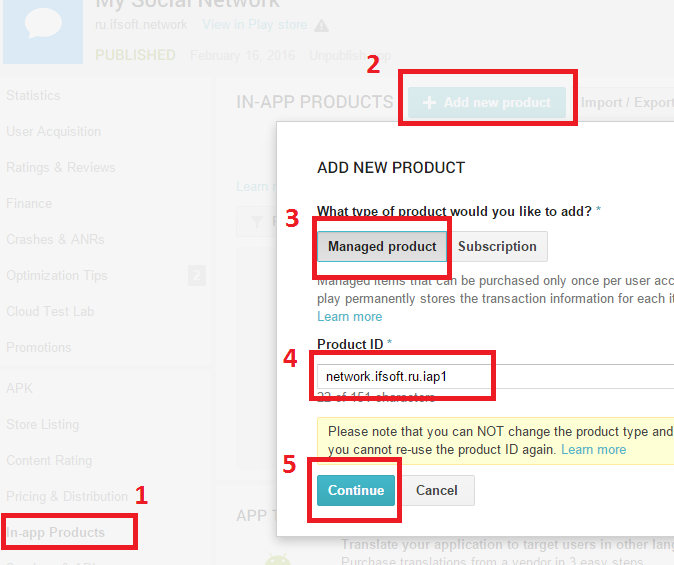 My Social Network
ru.ifsoft.network View in Play store
PUBLISHED February 16, 2016 Unpublish app
2
Statistics
User Acquisition
Ratings & Reviews
Finance
Crashes & ANRs
Optimization Tips 2
Cloud Test Lab
Promotions
APK
Store Listing
Content Rating
Pricing & Distribution
1
In-app Products
IN-APP PRODUCTS
+ Add new product
Import / Export
Learn
ADD NEW PRODUCT
What type of product would you like to add? *
3
Managed product Subscription
Managed items that can be purchased only once per user
play permanently stores the transaction information for each
Learn more
Product ID *
4
network.ifsoft.ru.iap1
22 of 151 characters
Please note that you can NOT change the product type and
you cannot re-use the product ID again. Learn more
5
Continue Cancel
APP
Translate your application to target users in other
Purchase translations from a vendor in 3 easy steps